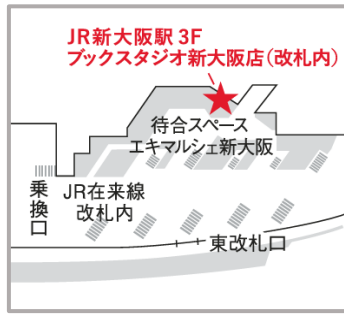 JR新大阪駅 3F
ブックスタジオ新大阪店(改札内)
待合スペース
エキマルシェ新大阪
乗換口
JR在来線
改札内
東改札口